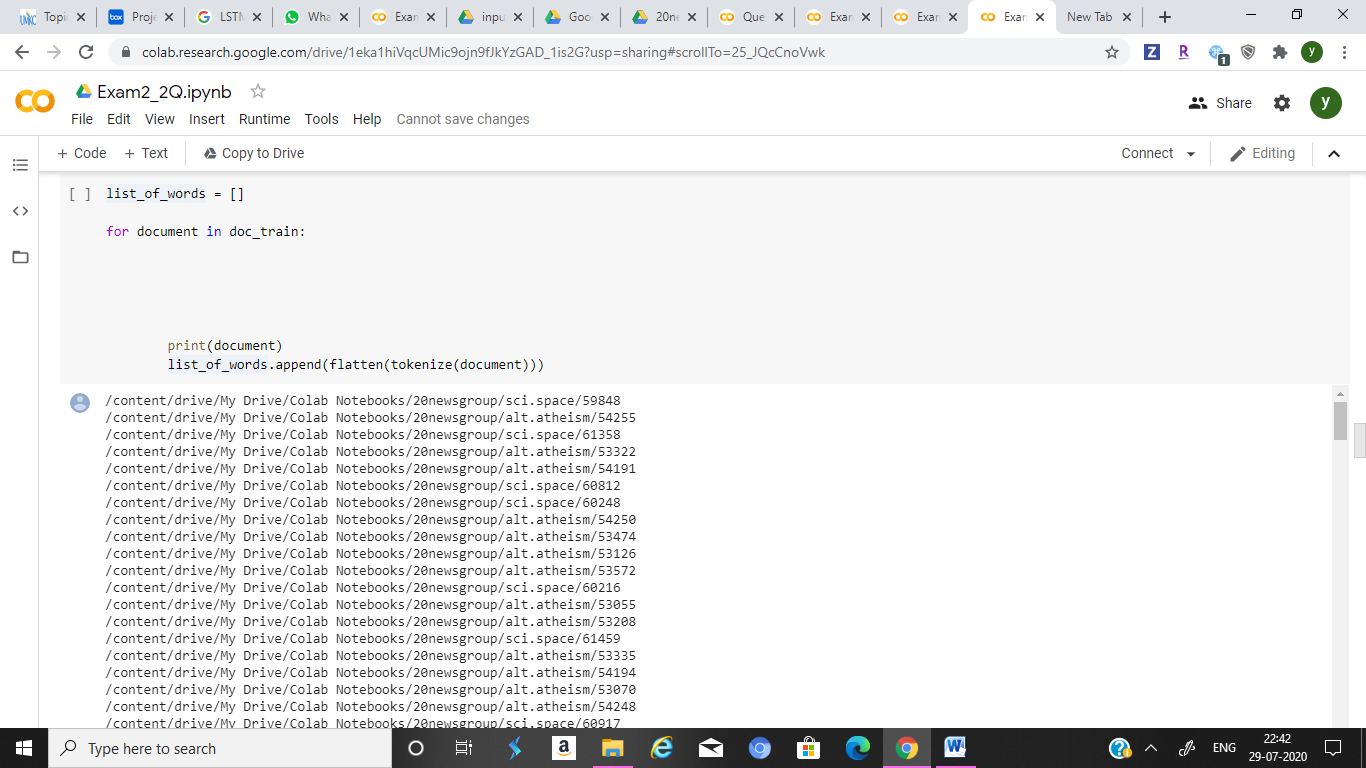 Topic
Proje
LSTM
Wha
Exan
inpu
Goo
20ne
Que
Exan
Exan
Exan
New Tab
colab.research.google.com/drive/1eka1hiVqcUMic9ojn9fJkYzGAD_1is2G?usp=sharing#scrollTo=25_JQcCnoVwk
Exam2_2Q.ipynb
Share
y
File Edit View Insert Runtime Tools Help Cannot save changes
+ Code + Text Copy to Drive Connect Editing
[ ] list_of_words = []
for document in doc_train:
print(document)
list_of_words.append(flatten(tokenize(document)))
/content/drive/My Drive/Colab Notebooks/20newsgroup/sci.space/59848
/content/drive/My Drive/Colab Notebooks/20newsgroup/alt.atheism/54255
/content/drive/My Drive/Colab Notebooks/20newsgroup/sci.space/61358
/content/drive/My Drive/Colab Notebooks/20newsgroup/alt.atheism/53322
/content/drive/My Drive/Colab Notebooks/20newsgroup/alt.atheism/54191
/content/drive/My Drive/Colab Notebooks/20newsgroup/sci.space/60812
/content/drive/My Drive/Colab Notebooks/20newsgroup/sci.space/60248
/content/drive/My Drive/Colab Notebooks/20newsgroup/alt.atheism/54250
/content/drive/My Drive/Colab Notebooks/20newsgroup/alt.atheism/53474
/content/drive/My Drive/Colab Notebooks/20newsgroup/alt.atheism/53126
/content/drive/My Drive/Colab Notebooks/20newsgroup/alt.atheism/53572
/content/drive/My Drive/Colab Notebooks/20newsgroup/sci.space/60216
/content/drive/My Drive/Colab Notebooks/20newsgroup/alt.atheism/53055
/content/drive/My Drive/Colab Notebooks/20newsgroup/alt.atheism/53208
/content/drive/My Drive/Colab Notebooks/20newsgroup/sci.space/61459
/content/drive/My Drive/Colab Notebooks/20newsgroup/alt.atheism/53335
/content/drive/My Drive/Colab Notebooks/20newsgroup/alt.atheism/54194
/content/drive/My Drive/Colab Notebooks/20newsgroup/alt.atheism/53070
/content/drive/My Drive/Colab Notebooks/20newsgroup/alt.atheism/54248
/content/drive/My Drive/Colab Notebooks/20newsgroup/sci.space/60917
Type here to search
ENG
22:42
29-07-2020